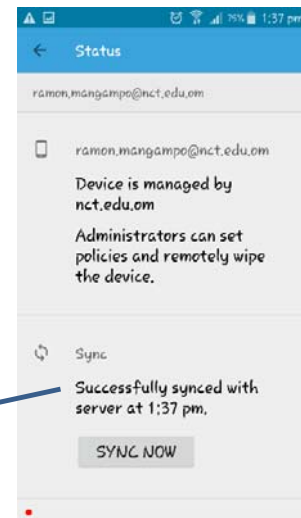 75% 1:37 pm
Status
ramon.mangampo@nct.edu.om
ramon.mangampo@nct.edu.om
Device is managed by
nct.edu.om
Administrators can set
policies and remotely wipe
the device.
Sync
Successfully synced with
server at 1:37 pm.
SYNC NOW